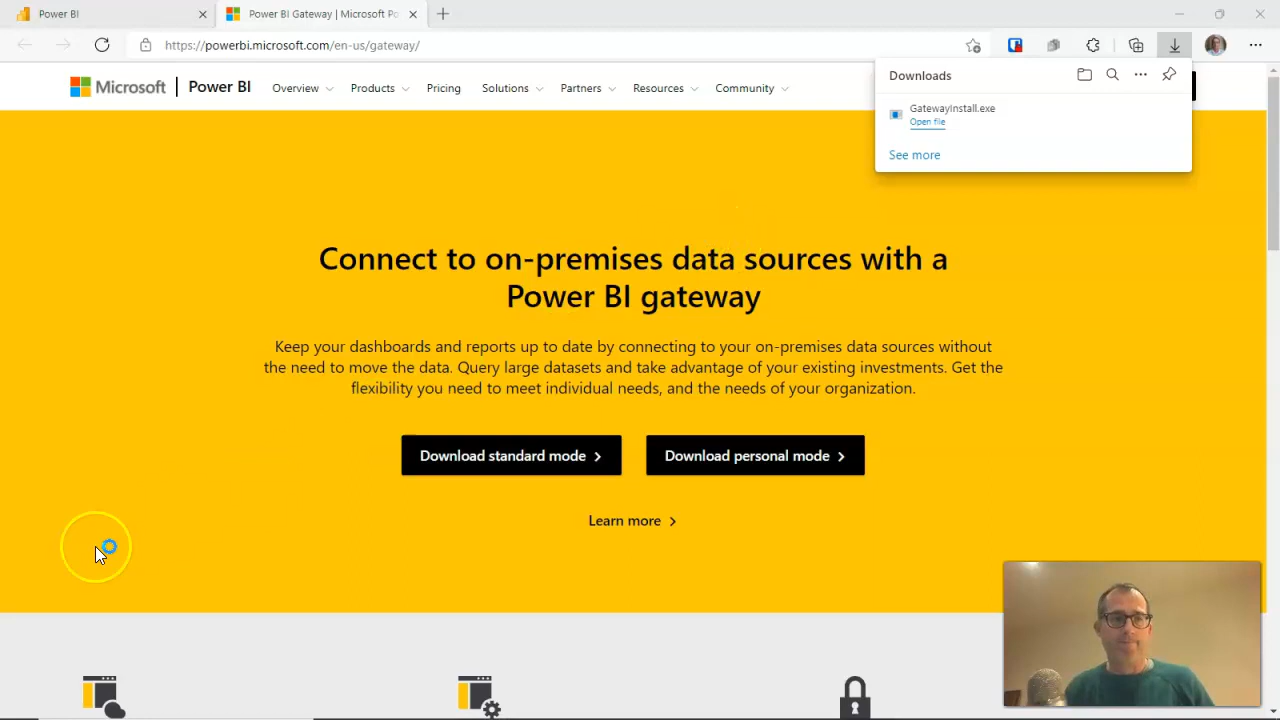 Power BI
Power BI Gateway | Microsoft Po
https://powerbi.microsoft.com/en-us/gateway/
Microsoft
Power BI
Overview
Products
Pricing
Solutions
Partners
Resources
Community
Downloads
GatewayInstall.exe
Open file
See more
Connect to on-premises data sources with a
Power BI gateway
Keep your dashboards and reports up to date by connecting to your on-premises data sources without
the need to move the data. Query large datasets and take advantage of your existing investments. Get the
flexibility you need to meet individual needs, and the needs of your organization.
Download standard mode
Download personal mode
Learn more